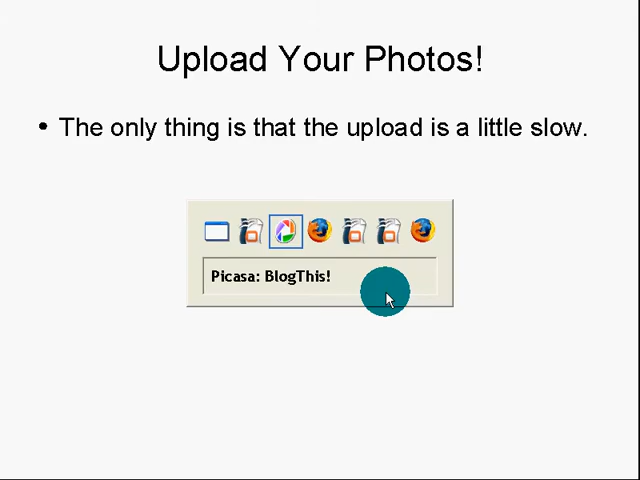 Upload Your Photos!
• The only thing is that the upload is a little slow.
Picasa: BlogThis!